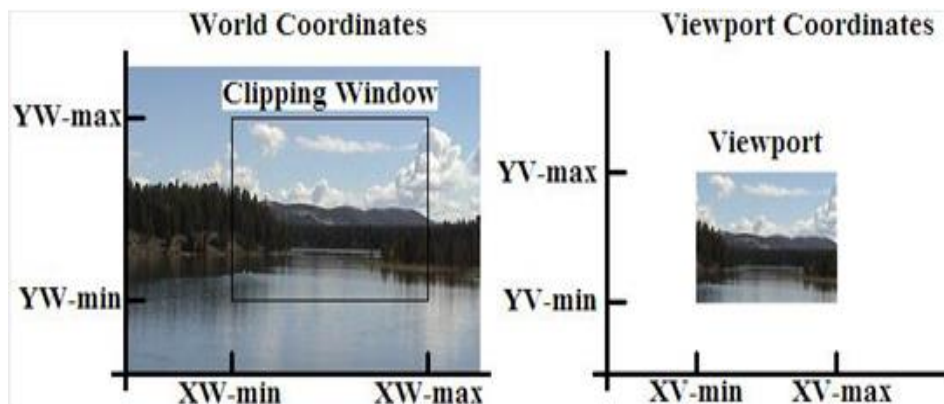 World Coordinates
Clipping Window
YW-max
YW-min
XW-min XW-max
Viewport Coordinates
Viewport
YV-max
YV-min
XV-min XV-max